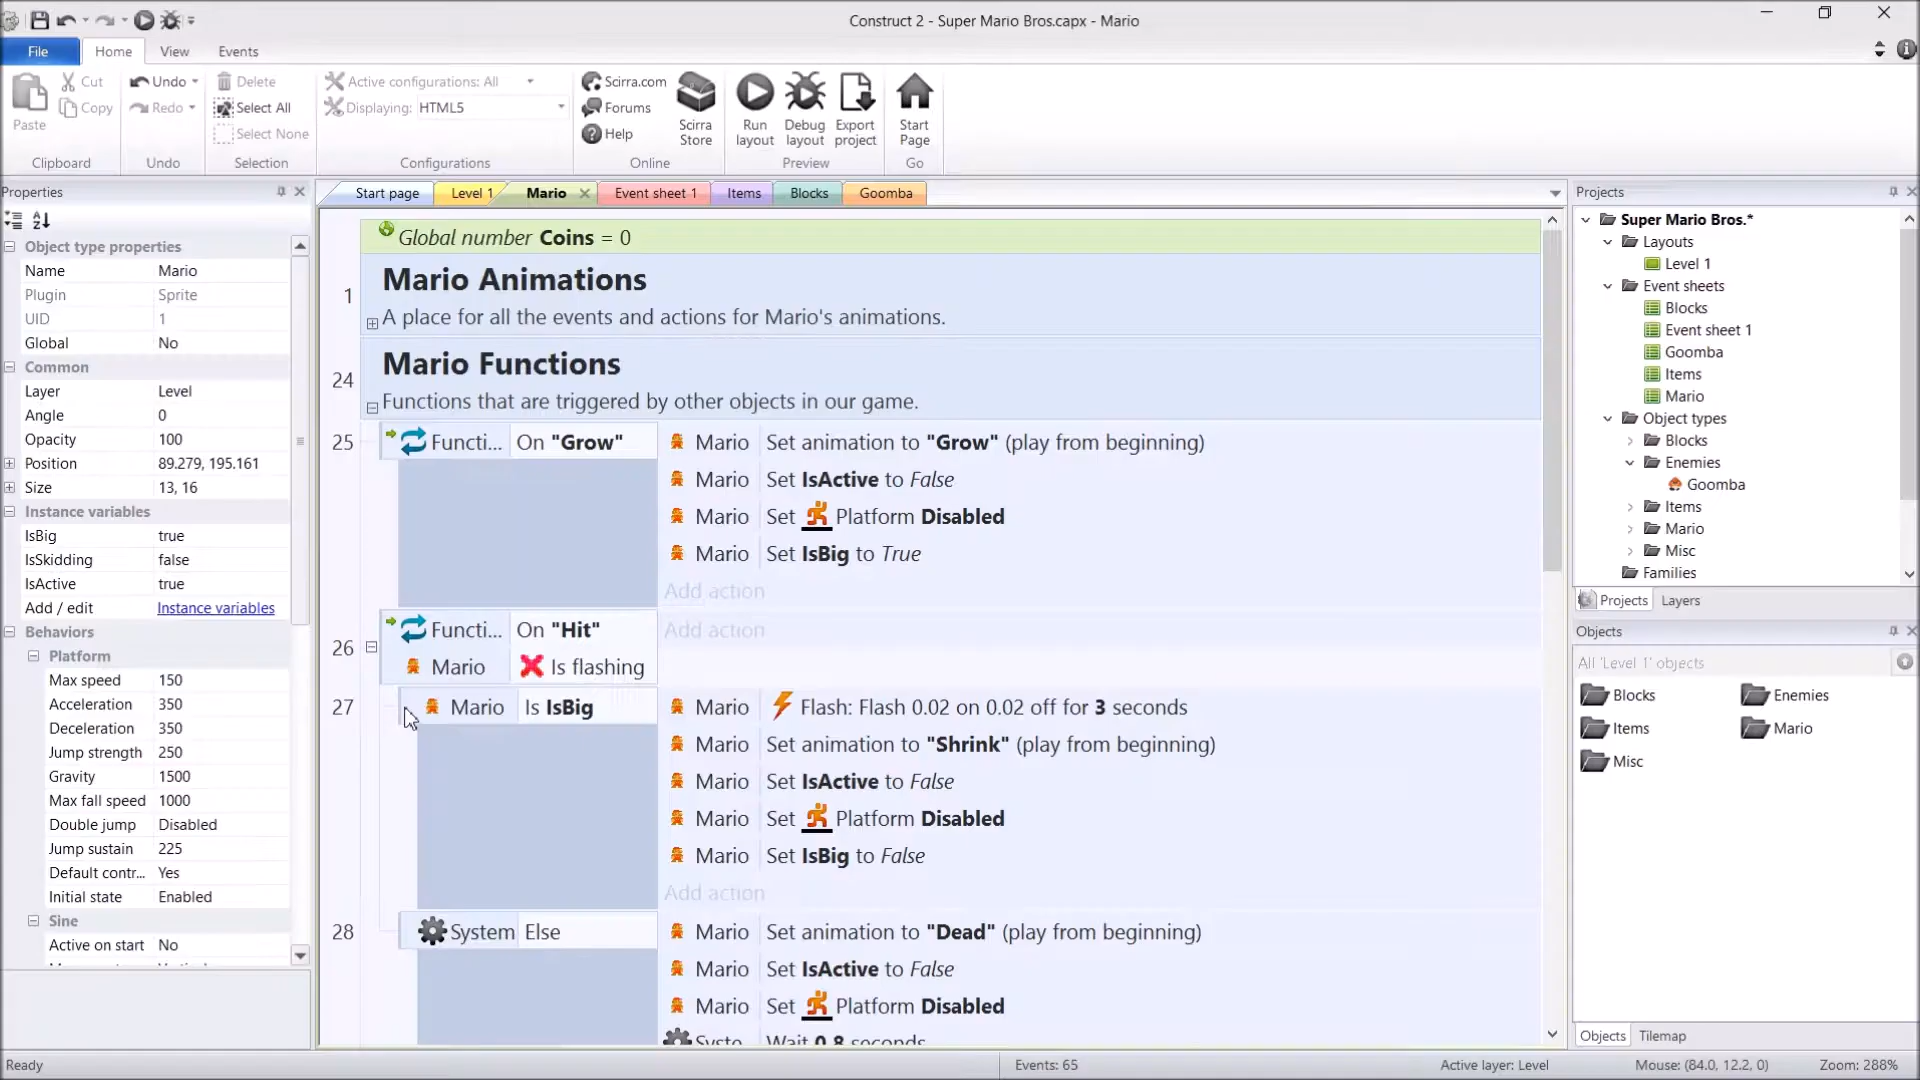 Construct 2 - Super Mario Bros.capx - Mario
File
Home
View
Events
Paste
Cut
Copy
Clipboard
Undo
Redo
Undo
Delete
Select All
Select None
Selection
Active configurations: All
Displaying: HTML5
Configurations
Scirra.com
Forums
Help
Scirra Store
Online
Run layout
Debug layout
Export project
Preview
Start Page
Go
Properties
Object type properties
Name Mario
Plugin Sprite
UID 1
Global No
Common
Layer Level
Angle 0
Opacity 100
Position 89.279, 195.161
Size 13, 16
Instance variables
IsBig true
IsSkidding false
IsActive true
Add / edit Instance variables
Behaviors
Platform
Max speed 150
Acceleration 350
Deceleration 350
Jump strength 250
Gravity 1500
Max fall speed 1000
Double jump Disabled
Jump sustain 225
Default contr... Yes
Initial state Enabled
Sine
Active on start No
Start page
Level 1
Mario
Event sheet 1
Items
Blocks
Goomba
Global number Coins = 0
1
Mario Animations
A place for all the events and actions for Mario's animations.
24
Mario Functions
Functions that are triggered by other objects in our game.
25 Functi... On "Grow" Mario Set animation to "Grow" (play from beginning)
Mario Set IsActive to False
Mario Set Platform Disabled
Mario Set IsBig to True
Add action
26 Functi... On "Hit" Add action
Mario Is flashing
27 Mario Is IsBig Mario Flash: Flash 0.02 on 0.02 off for 3 seconds
Mario Set animation to "Shrink" (play from beginning)
Mario Set IsActive to False
Mario Set Platform Disabled
Mario Set IsBig to False
Add action
28 System Else Mario Set animation to "Dead" (play from beginning)
Mario Set IsActive to False
Mario Set Platform Disabled
Syste Wait 0.8 seconds
Projects
Super Mario Bros.*
Layouts
Level 1
Event sheets
Blocks
Event sheet 1
Goomba
Items
Mario
Object types
Blocks
Enemies
Goomba
Items
Mario
Misc
Families
Projects Layers
Objects
All 'Level 1' objects
Blocks Enemies
Items Mario
Misc
Objects Tilemap
Ready
Events: 65
Active layer: Level
Mouse: (84.0, 12.2, 0)
Zoom: 288%